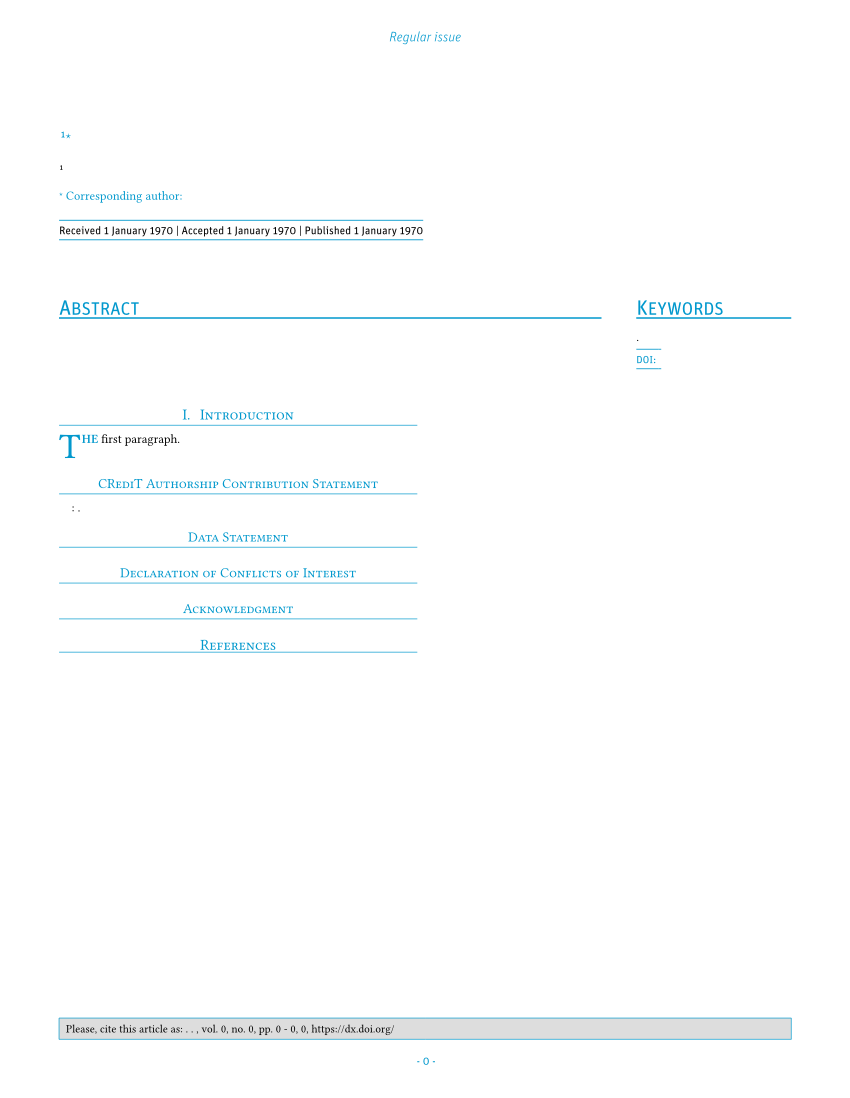 Regular issue
1*
1
* Corresponding author:
Received 1 January 1970 | Accepted 1 January 1970 | Published 1 January 1970
Abstract
Keywords
.
DOI:
I. Introduction
The first paragraph.
CRediT Authorship Contribution Statement
: .
Data Statement
Declaration of Conflicts of Interest
Acknowledgment
References
Please, cite this article as: . . , vol. 0, no. 0, pp. 0 - 0, 0, https://dx.doi.org/
- 0 -